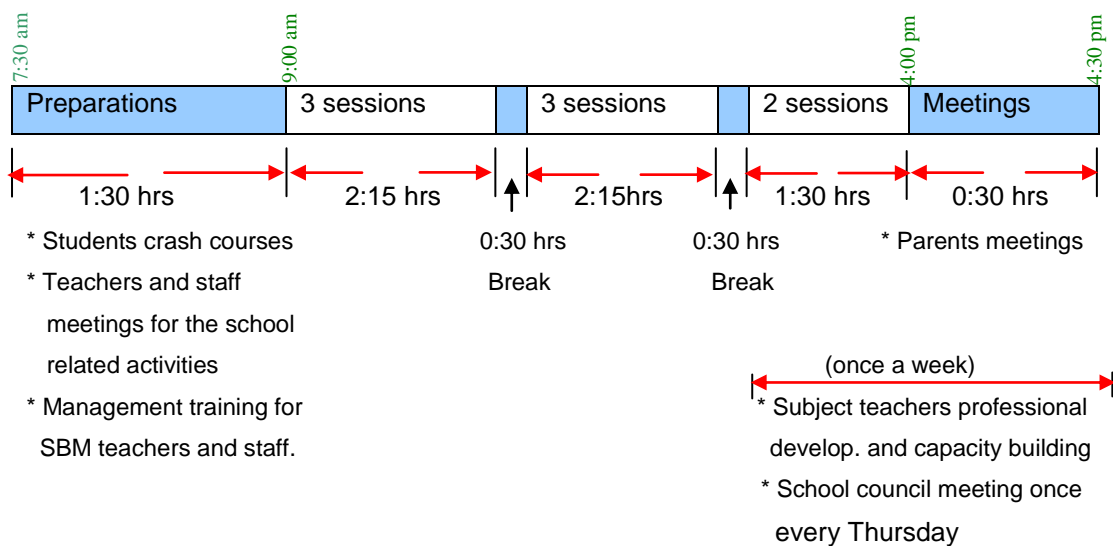 7:30 am
9:00 am
4:00 pm
4:30 pm
Preparations
3 sessions
3 sessions
2 sessions
Meetings
1:30 hrs
2:15 hrs
2:15hrs
1:30 hrs
0:30 hrs
* Students crash courses
* Teachers and staff
meetings for the school
related activities
* Management training for
SBM teachers and staff.
0:30 hrs
Break
0:30 hrs
Break
* Parents meetings
(once a week)
* Subject teachers professional
develop. and capacity building
* School council meeting once
every Thursday